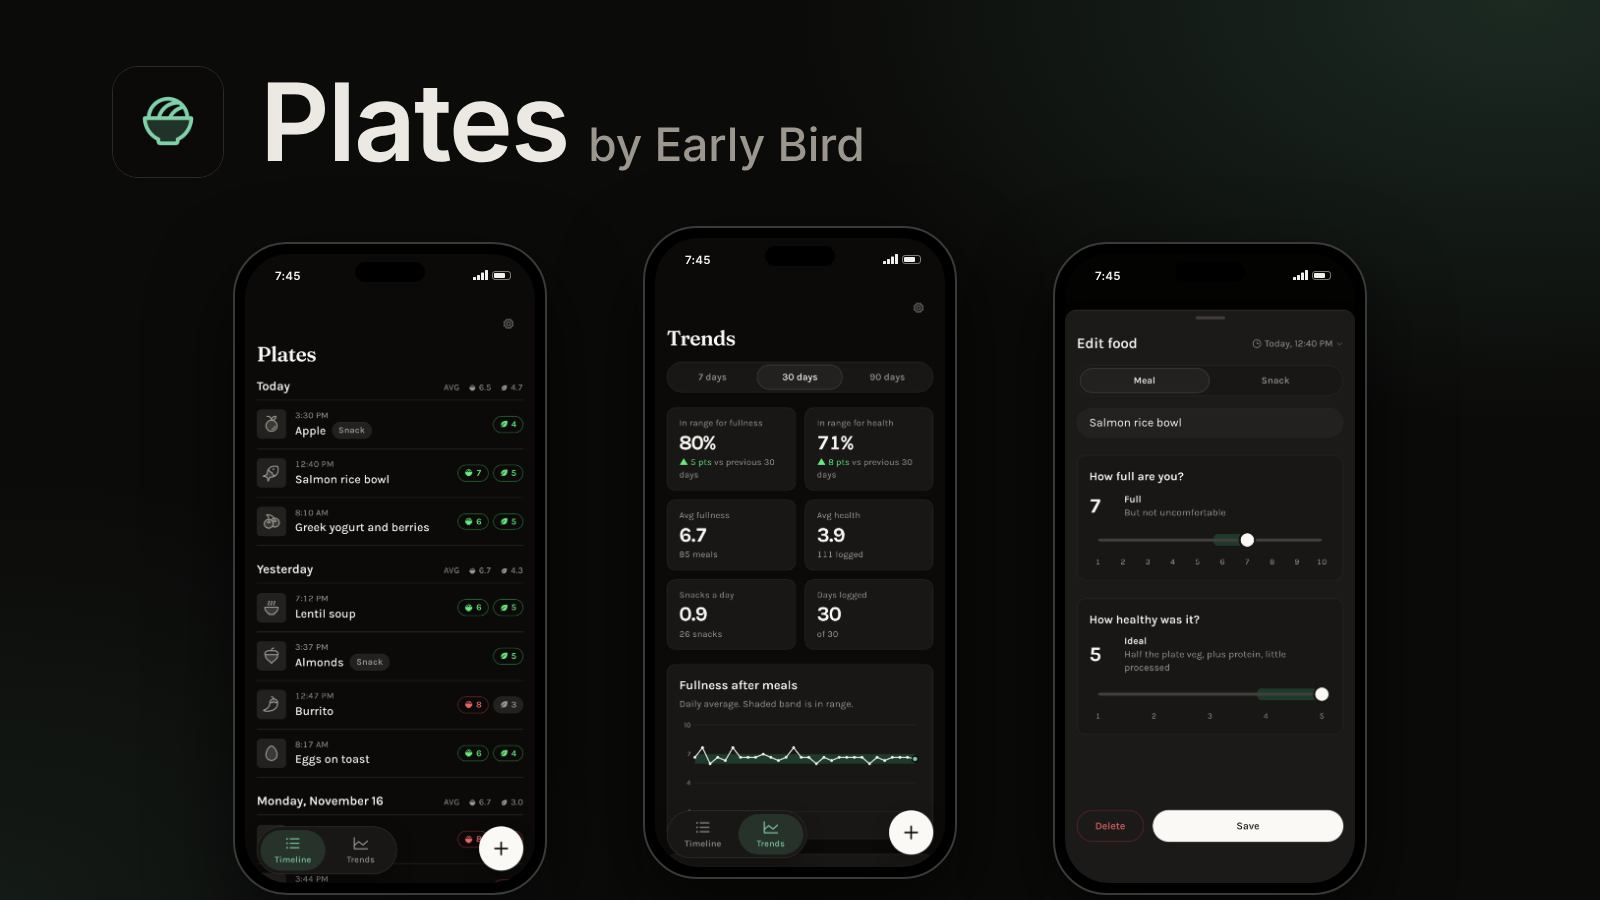 Plates by Early Bird
7:45
Plates
Today AVG 6.5 4.7
3:30 PM
Apple Snack 4
12:40 PM
Salmon rice bowl 7 5
8:10 AM
Greek yogurt and berries 6 5
Yesterday AVG 6.7 4.3
7:12 PM
Lentil soup 6 5
3:37 PM
Almonds Snack 5
12:47 PM
Burrito 8 3
8:17 AM
Eggs on toast 6 4
Monday, November 16 AVG 6.7 3.0
Timeline Trends
3:44 PM
7:45
Trends
7 days 30 days 90 days
In range for fullness
80%
5 pts vs previous 30
days
In range for health
71%
8 pts vs previous 30
days
Avg fullness
6.7
85 meals
Avg health
3.9
111 logged
Snacks a day
0.9
26 snacks
Days logged
30
of 30
Fullness after meals
Daily average. Shaded band is in range.
10
7
4
Timeline Trends
7:45
Edit food Today, 12:40 PM
Meal Snack
Salmon rice bowl
How full are you?
7 Full
But not uncomfortable
1 2 3 4 5 6 7 8 9 10
How healthy was it?
5 Ideal
Half the plate veg, plus protein, little
processed
1 2 3 4 5
Delete Save